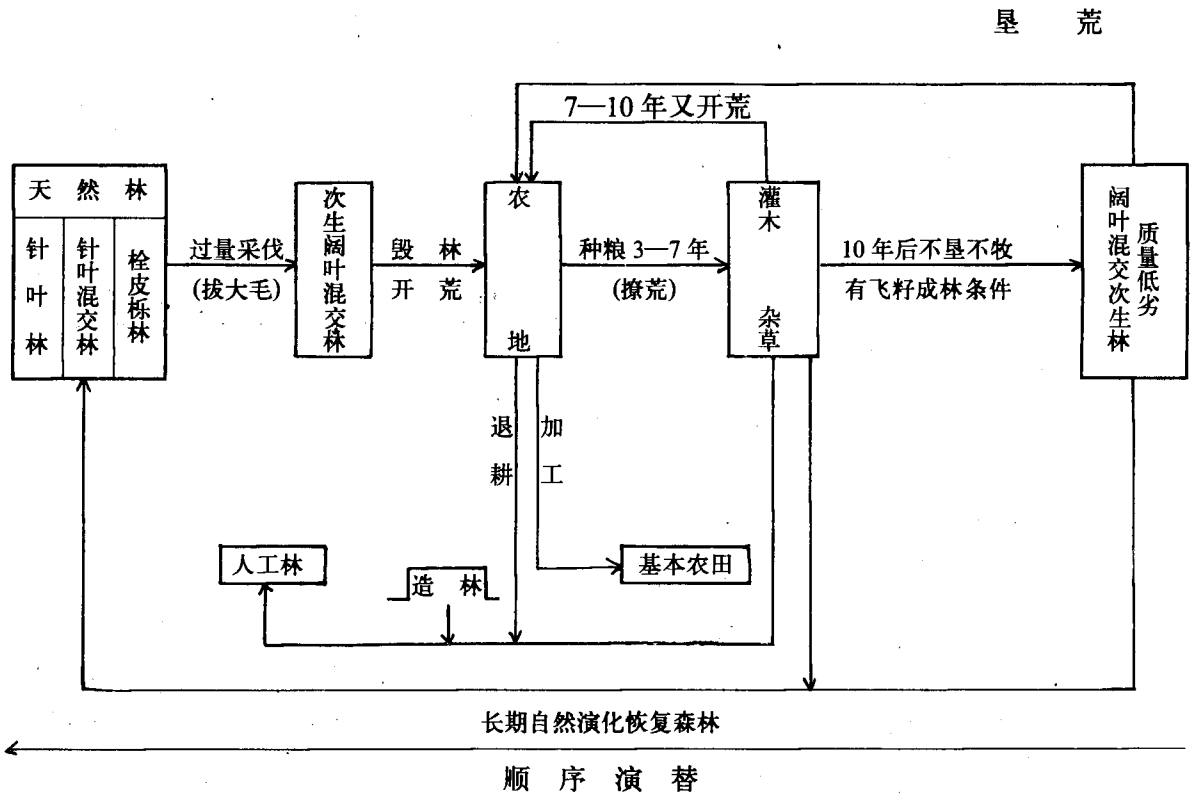 垦荒
7—10年又开荒
天然林
针叶林
针叶混交林
栓皮栎林
过量采伐
(拔大毛)
次生阔叶混交林
毁林
开荒
农地
种粮3—7年
(撩荒)
灌木
杂草
10年后不垦不牧
有飞籽成林条件
阔叶混交次生林
质量低劣
退耕
加工
人工林
造林
基本农田
长期自然演化恢复森林
顺序演替